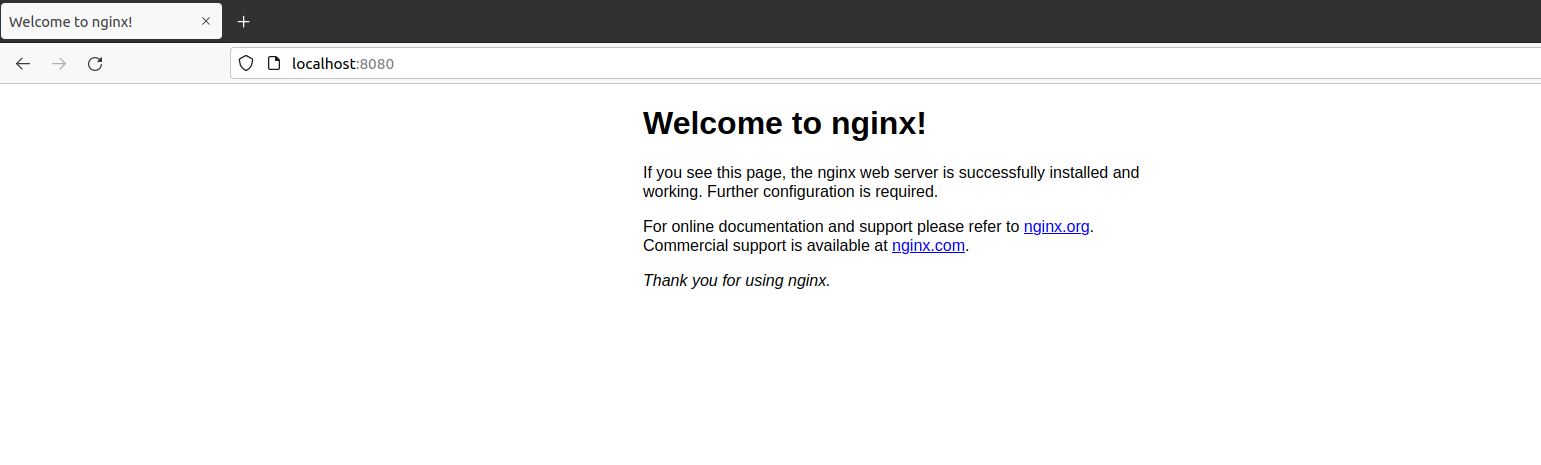 Welcome to nginx!
localhost:8080
Welcome to nginx!
If you see this page, the nginx web server is successfully installed and
working. Further configuration is required.
For online documentation and support please refer to nginx.org.
Commercial support is available at nginx.com.
Thank you for using nginx.